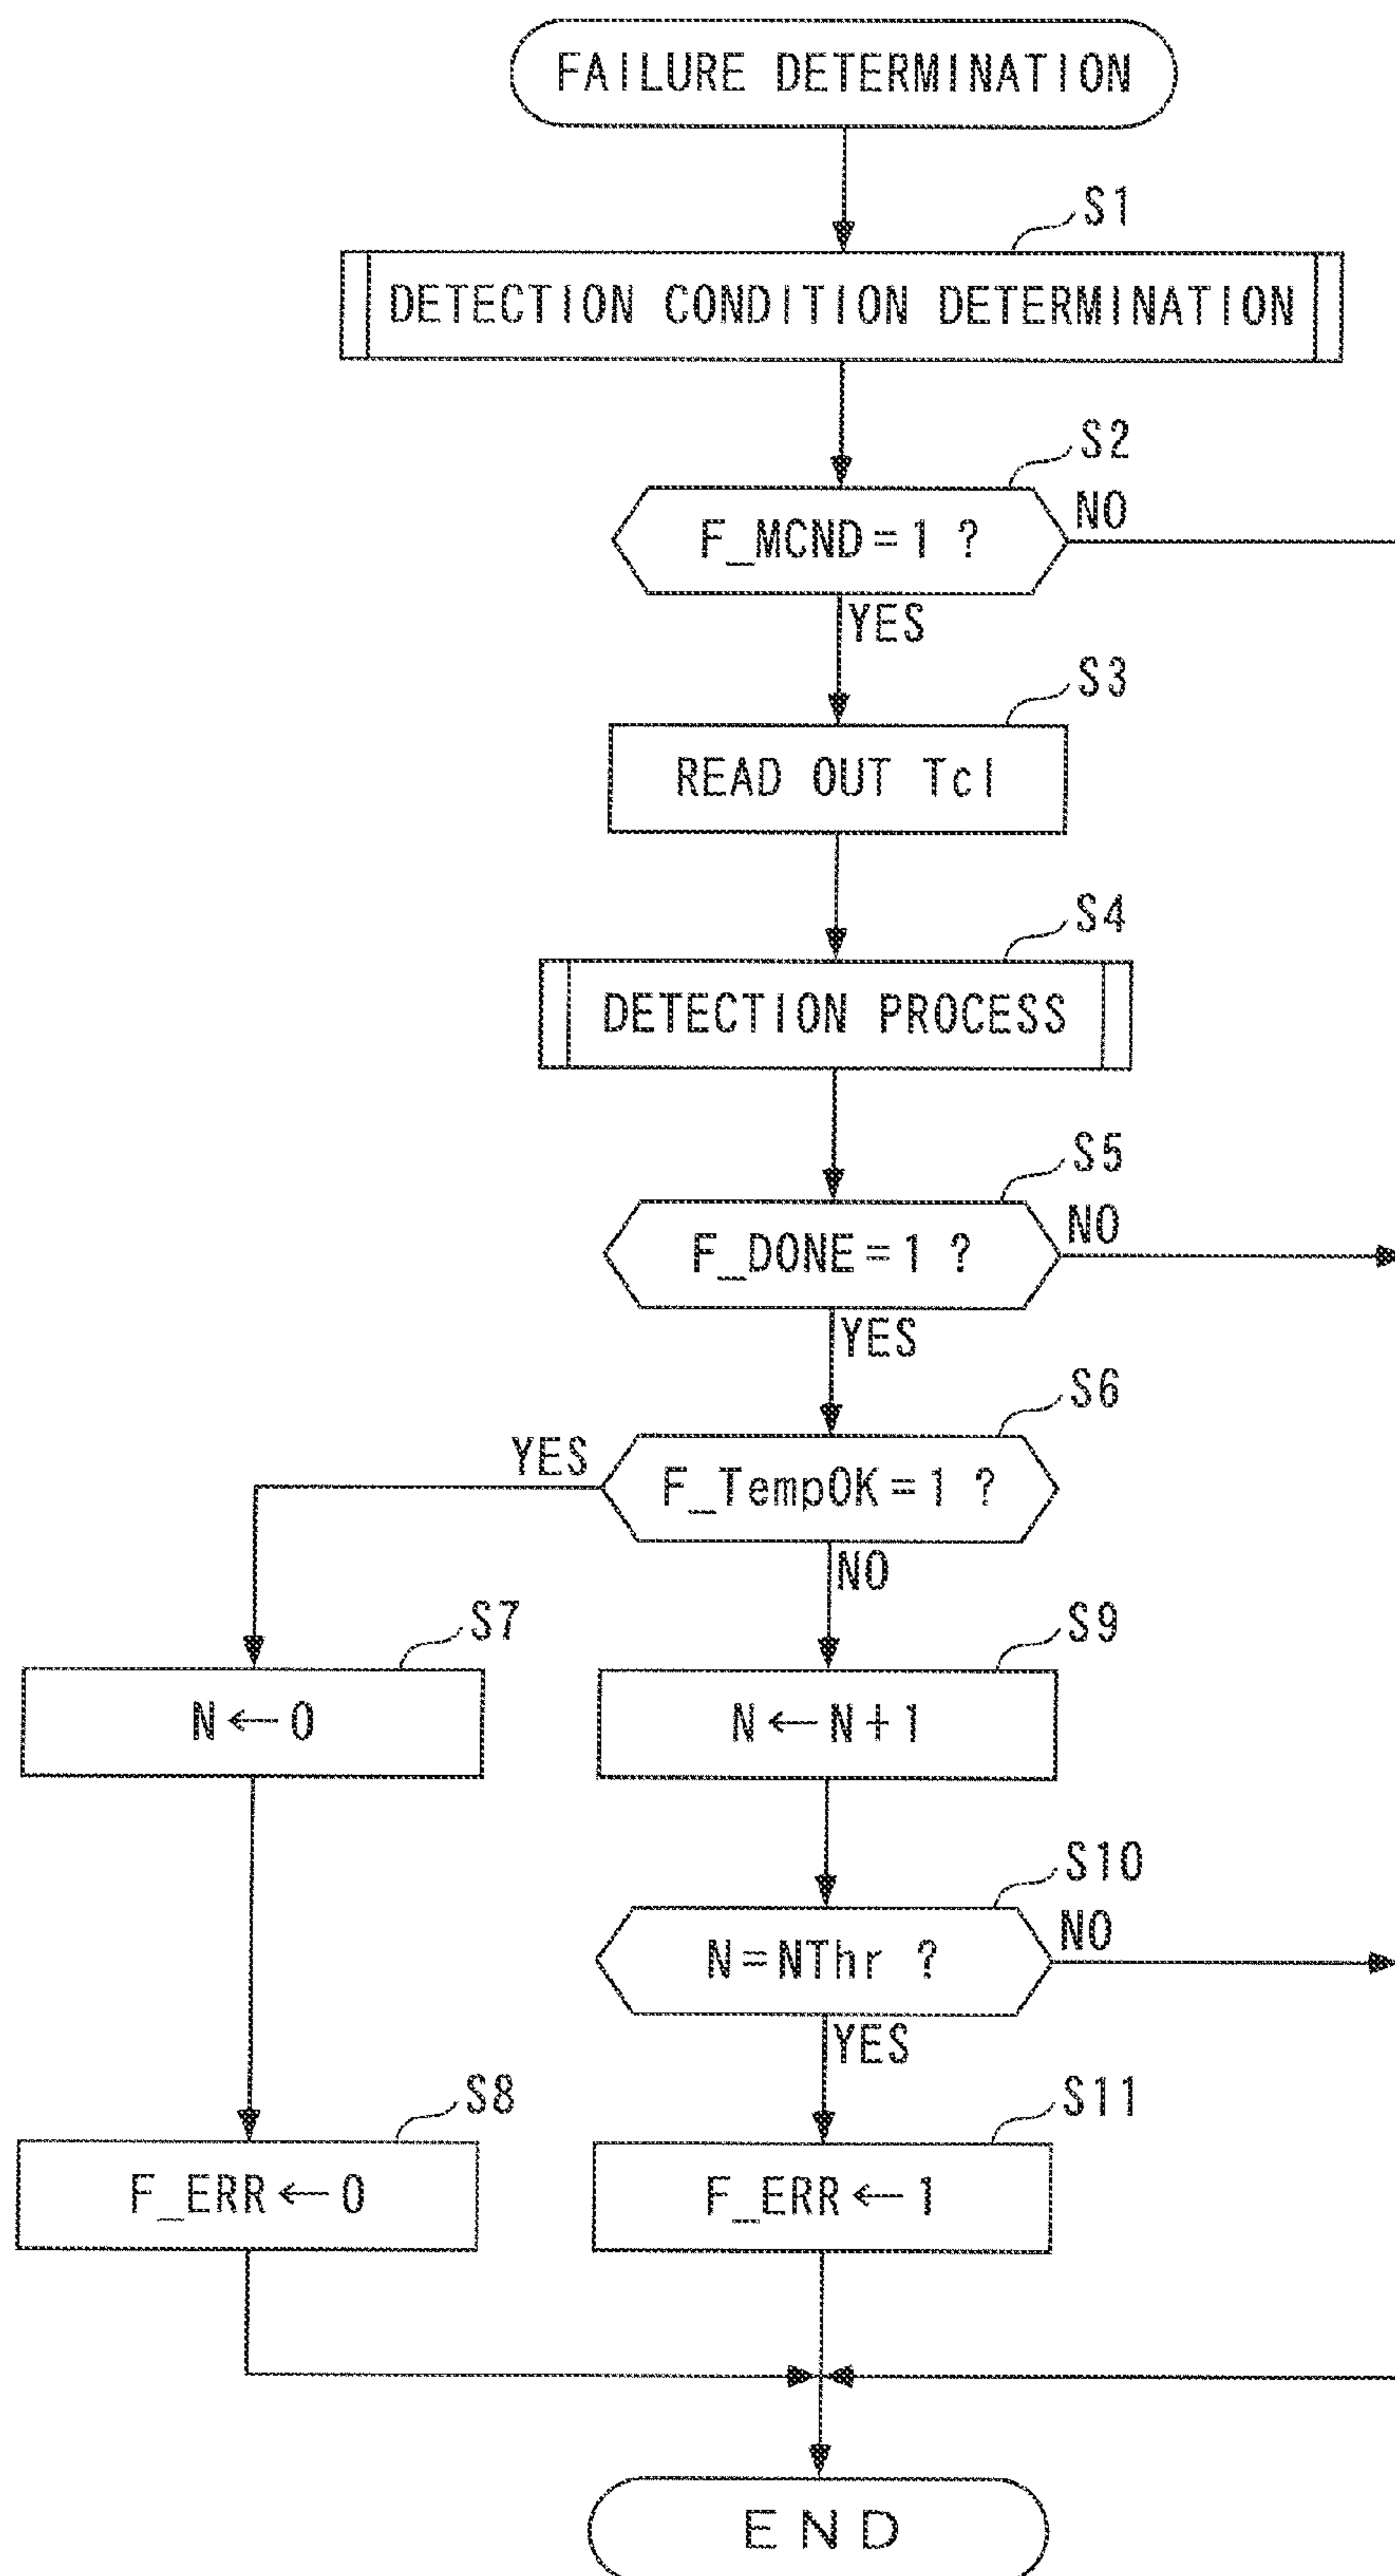 FAILURE DETERMINATION
S1
DETECTION CONDITION DETERMINATION
S2
F_MCND=1 ?
NO
YES
S3
READ OUT Tcl
S4
DETECTION PROCESS
S5
F_DONE=1 ?
NO
YES
S6
YES
F_TempOK=1 ?
NO
S7
S9
N←0
N←N+1
S10
N=NThr ?
NO
YES
S8
S11
F_ERR←0
F_ERR←1
END